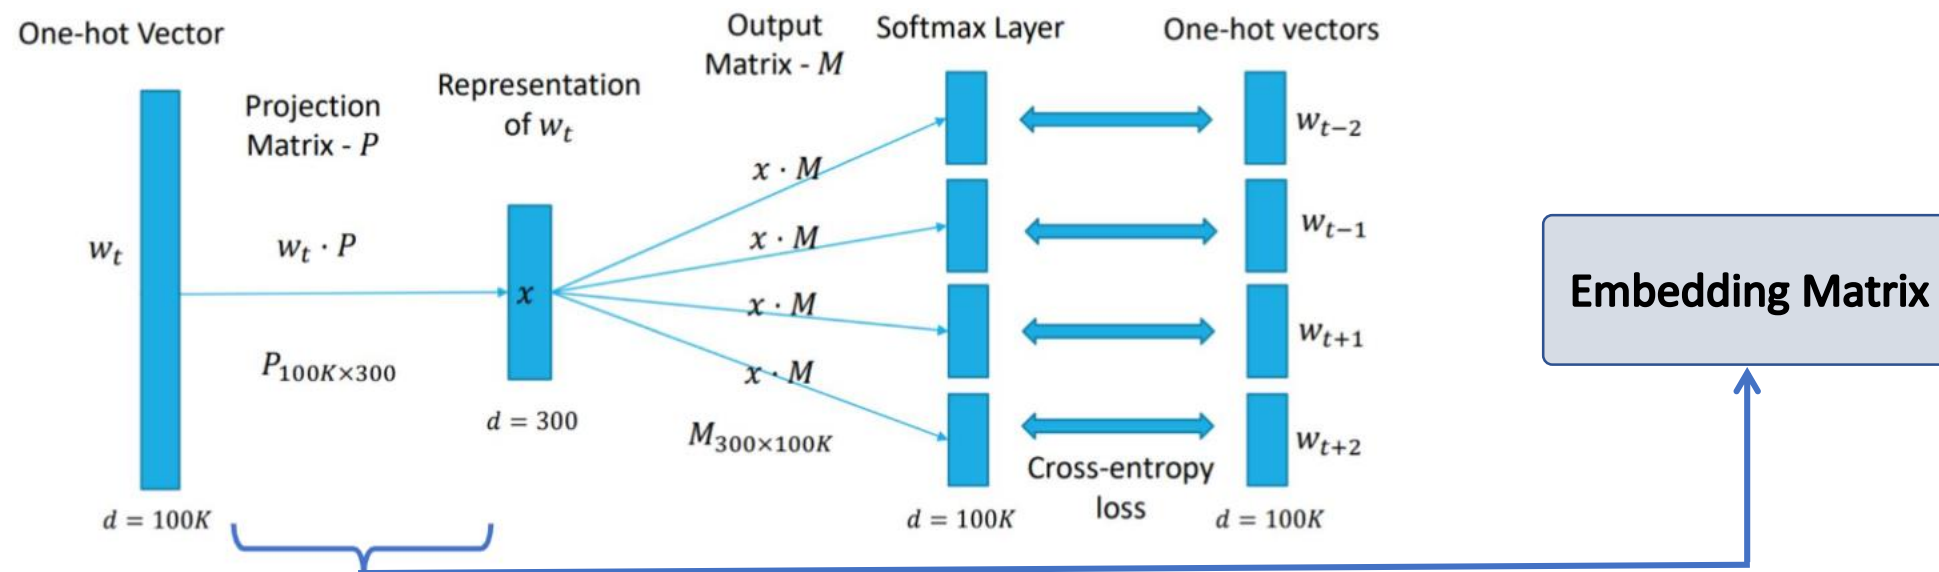 One-hot Vector
Projection
Matrix - P
Representation
of w_t
Output
Matrix - M
Softmax Layer
One-hot vectors
w_t
w_t · P
x
x · M
x · M
x · M
x · M
w_{t−2}
w_{t−1}
w_{t+1}
w_{t+2}
P_{100K×300}
d = 300
M_{300×100K}
Cross-entropy
loss
d = 100K
d = 100K
d = 100K
Embedding Matrix